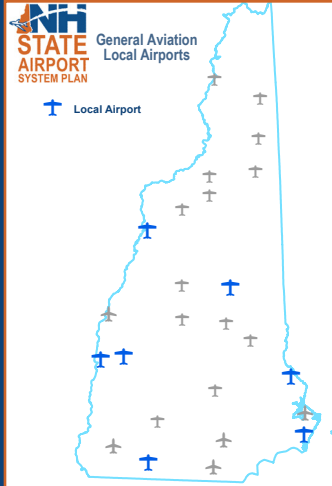 NH
STATE
AIRPORT
SYSTEM PLAN
General Aviation
Local Airports
Local Airport